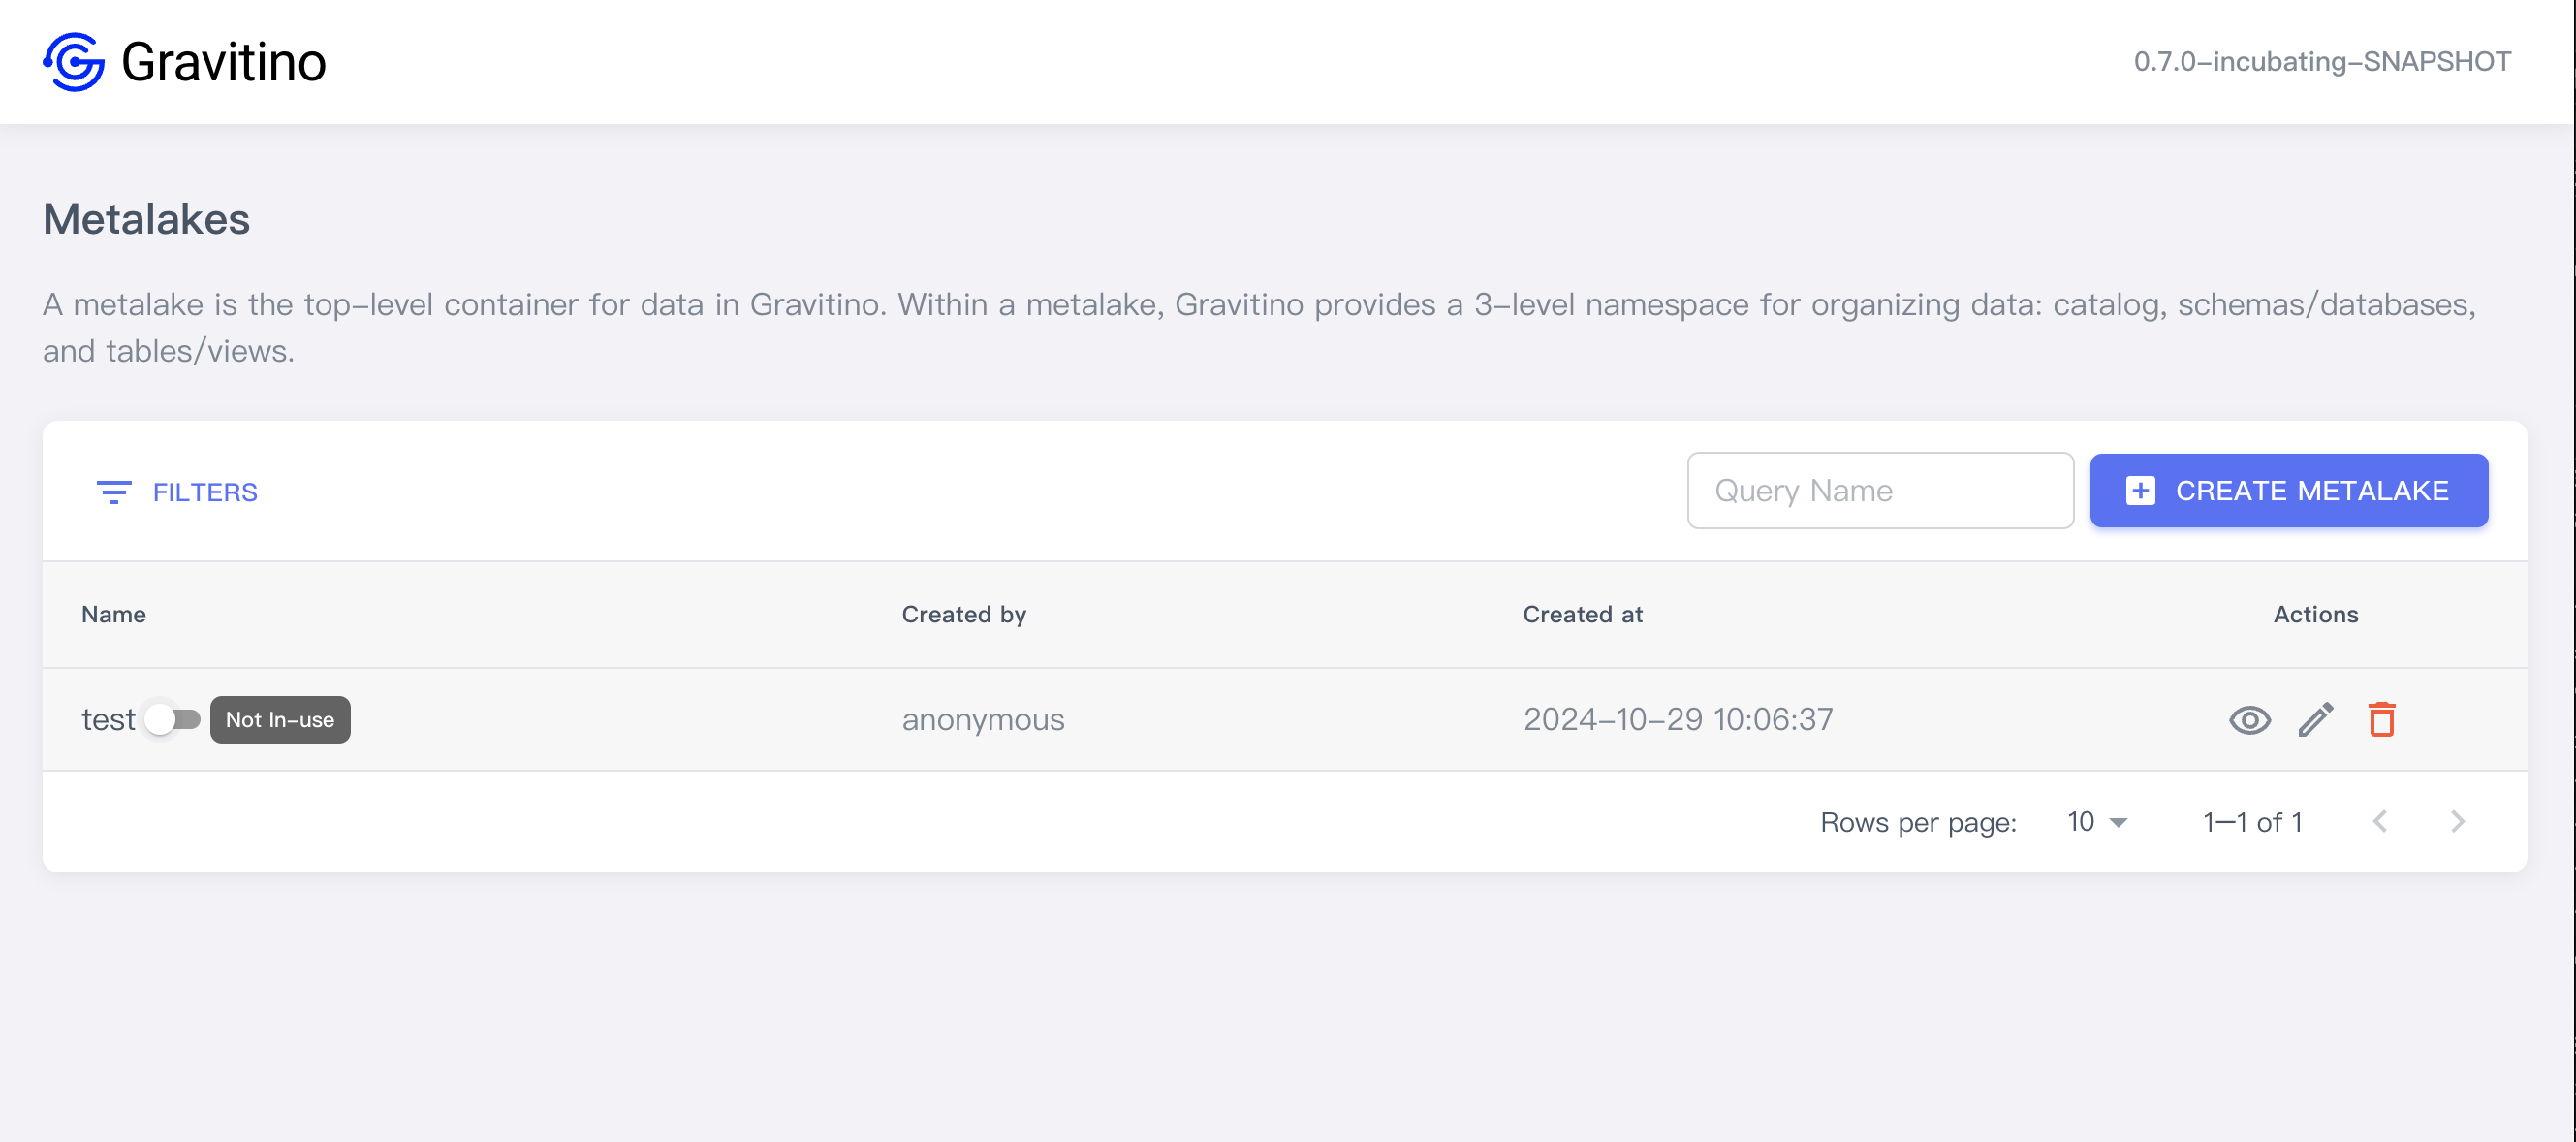 Gravitino
0.7.0-incubating-SNAPSHOT
Metalakes
A metalake is the top-level container for data in Gravitino. Within a metalake, Gravitino provides a 3-level namespace for organizing data: catalog, schemas/databases,
and tables/views.
FILTERS
Query Name
CREATE METALAKE
Name Created by Created at Actions
test Not In-use anonymous 2024-10-29 10:06:37
Rows per page: 10 1–1 of 1